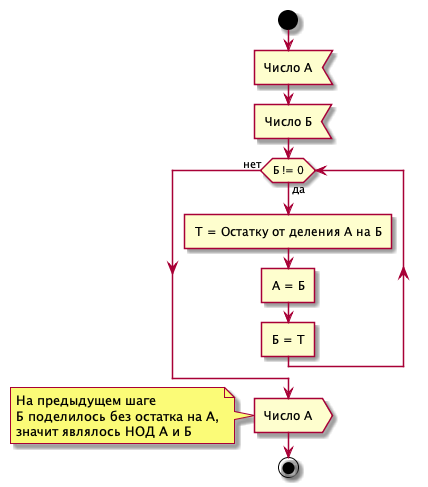 Число А
Число Б
Б != 0
нет
да
Т = Остатку от деления А на Б
А = Б
Б = Т
На предыдущем шаге
Б поделилось без остатка на А,
значит являлось НОД А и Б
Число А